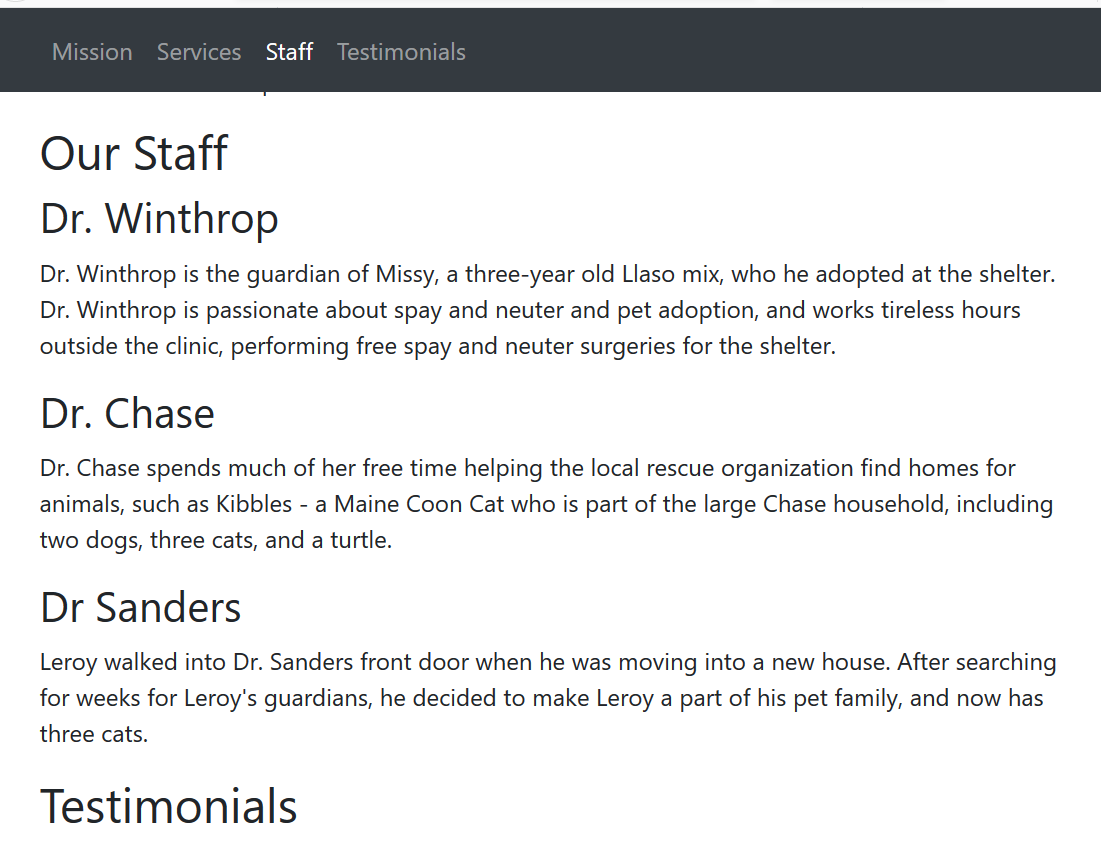 Mission Services Staff Testimonials
Our Staff
Dr. Winthrop
Dr. Winthrop is the guardian of Missy, a three-year old Llaso mix, who he adopted at the shelter.
Dr. Winthrop is passionate about spay and neuter and pet adoption, and works tireless hours
outside the clinic, performing free spay and neuter surgeries for the shelter.
Dr. Chase
Dr. Chase spends much of her free time helping the local rescue organization find homes for
animals, such as Kibbles - a Maine Coon Cat who is part of the large Chase household, including
two dogs, three cats, and a turtle.
Dr Sanders
Leroy walked into Dr. Sanders front door when he was moving into a new house. After searching
for weeks for Leroy's guardians, he decided to make Leroy a part of his pet family, and now has
three cats.
Testimonials